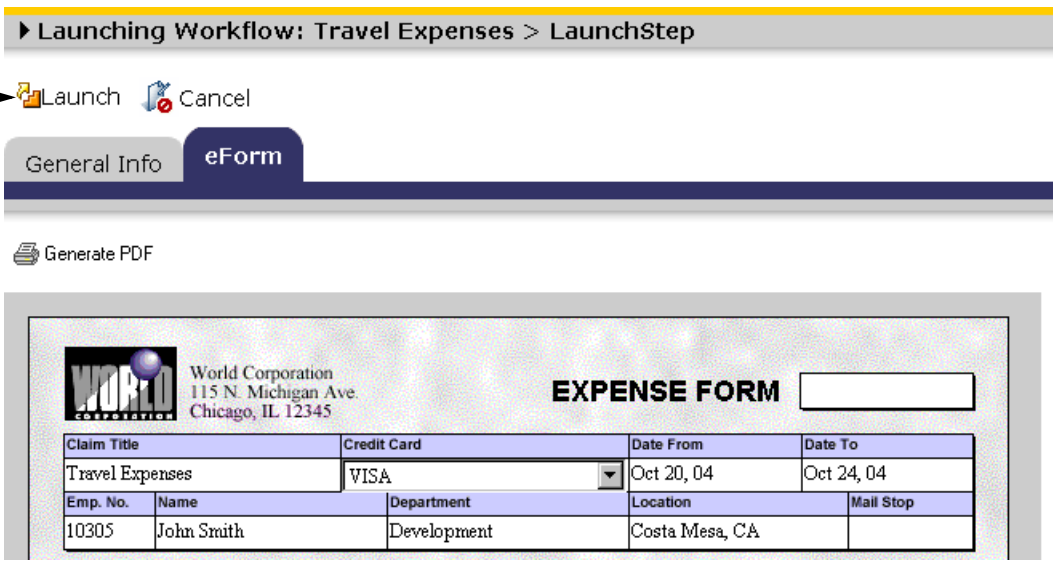 Launching Workflow: Travel Expenses > LaunchStep
Launch Cancel
General Info eForm
Generate PDF
WORLD
CORPORATION
World Corporation
115 N. Michigan Ave.
Chicago, IL 12345
EXPENSE FORM
Claim Title Credit Card Date From Date To
Travel Expenses VISA Oct 20, 04 Oct 24, 04
Emp. No. Name Department Location Mail Stop
10305 John Smith Development Costa Mesa, CA